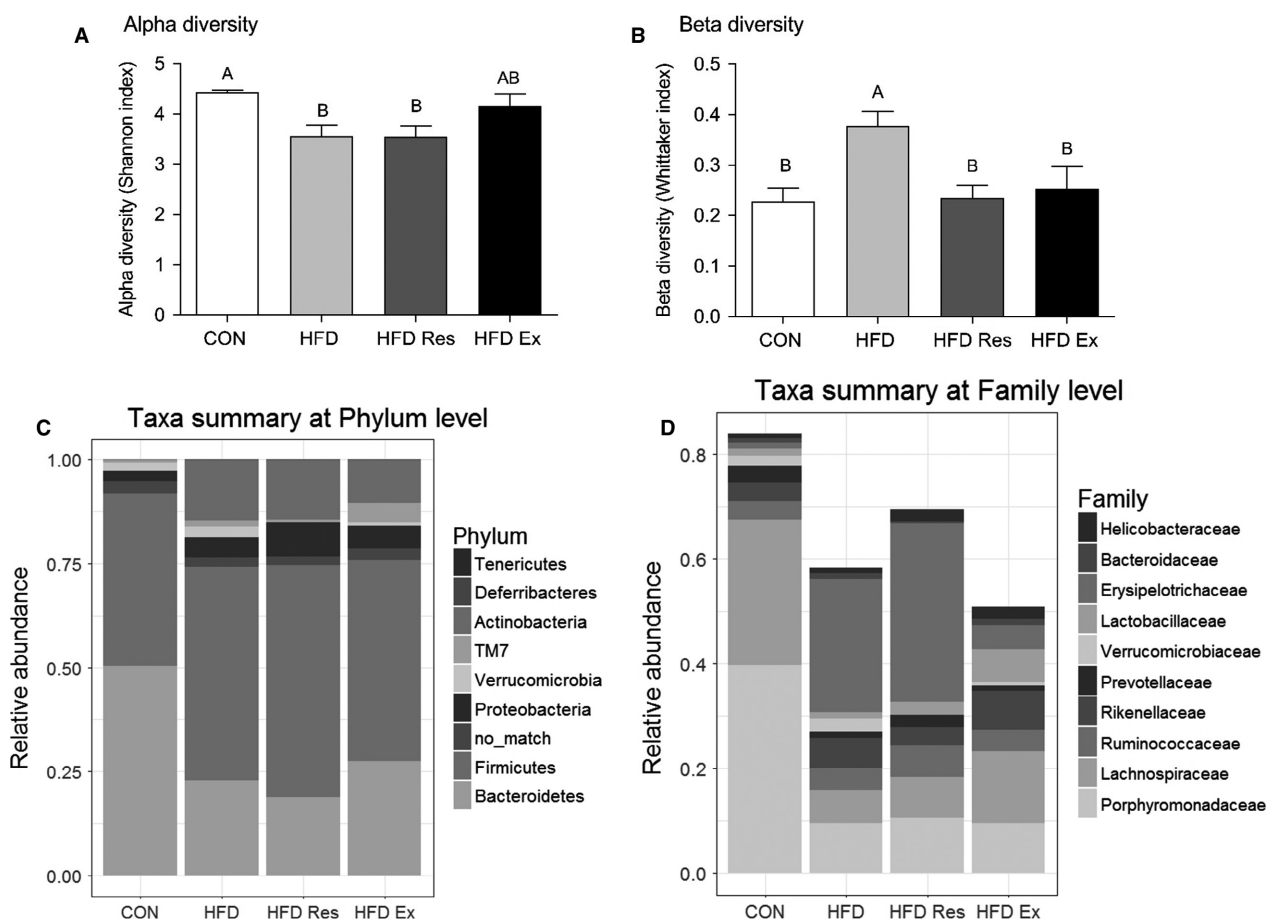 A
Alpha diversity
Alpha diversity (Shannon index)
5
4
3
2
1
0
A
B
B
AB
CON
HFD
HFD Res
HFD Ex
B
Beta diversity
Beta diversity (Whittaker index)
0.5
0.4
0.3
0.2
0.1
0.0
B
A
B
B
CON
HFD
HFD Res
HFD Ex
C
Taxa summary at Phylum level
Relative abundance
1.00
0.75
0.50
0.25
0.00
CON
HFD
HFD Res
HFD Ex
Phylum
Tenericutes
Deferribacteres
Actinobacteria
TM7
Verrucomicrobia
Proteobacteria
no_match
Firmicutes
Bacteroidetes
D
Taxa summary at Family level
Relative abundance
0.8
0.6
0.4
0.2
0.0
CON
HFD
HFD Res
HFD Ex
Family
Helicobacteraceae
Bacteroidaceae
Erysipelotrichaceae
Lactobacillaceae
Verrucomicrobiaceae
Prevotellaceae
Rikenellaceae
Ruminococcaceae
Lachnospiraceae
Porphyromonadaceae